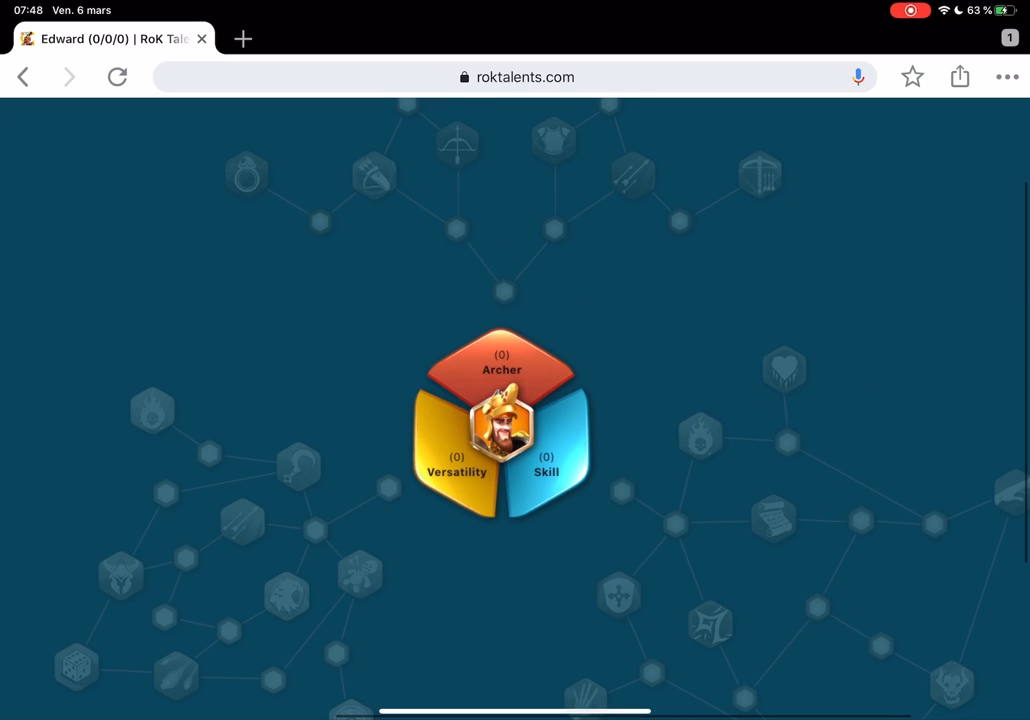 07:48 Ven. 6 mars
63 %
Edward (0/0/0) | RoK Tale
1
roktalents.com
(0)
Archer
(0)
Versatility
(0)
Skill